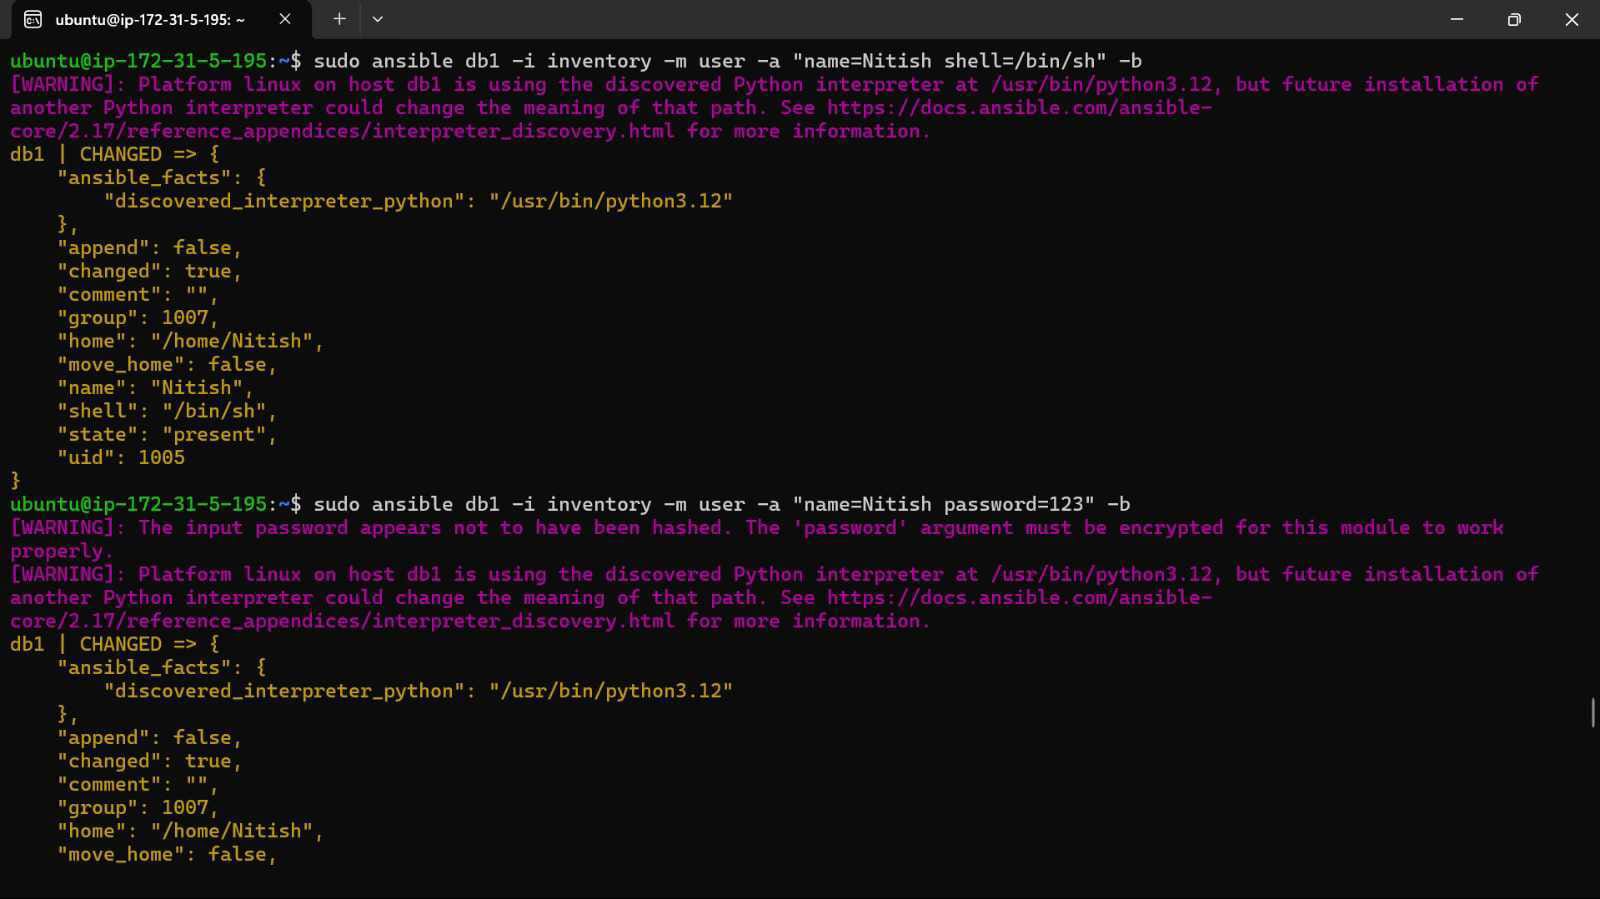 ubuntu@ip-172-31-5-195: ~
ubuntu@ip-172-31-5-195:~$ sudo ansible db1 -i inventory -m user -a "name=Nitish shell=/bin/sh" -b
[WARNING]: Platform linux on host db1 is using the discovered Python interpreter at /usr/bin/python3.12, but future installation of
another Python interpreter could change the meaning of that path. See https://docs.ansible.com/ansible-
core/2.17/reference_appendices/interpreter_discovery.html for more information.
db1 | CHANGED => {
    "ansible_facts": {
        "discovered_interpreter_python": "/usr/bin/python3.12"
    },
    "append": false,
    "changed": true,
    "comment": "",
    "group": 1007,
    "home": "/home/Nitish",
    "move_home": false,
    "name": "Nitish",
    "shell": "/bin/sh",
    "state": "present",
    "uid": 1005
}
ubuntu@ip-172-31-5-195:~$ sudo ansible db1 -i inventory -m user -a "name=Nitish password=123" -b
[WARNING]: The input password appears not to have been hashed. The 'password' argument must be encrypted for this module to work
properly.
[WARNING]: Platform linux on host db1 is using the discovered Python interpreter at /usr/bin/python3.12, but future installation of
another Python interpreter could change the meaning of that path. See https://docs.ansible.com/ansible-
core/2.17/reference_appendices/interpreter_discovery.html for more information.
db1 | CHANGED => {
    "ansible_facts": {
        "discovered_interpreter_python": "/usr/bin/python3.12"
    },
    "append": false,
    "changed": true,
    "comment": "",
    "group": 1007,
    "home": "/home/Nitish",
    "move_home": false,